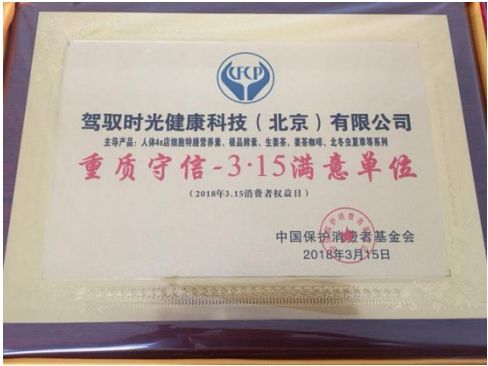 CFCP
驾驭时光健康科技（北京）有限公司
主导产品：人体4s店细胞特膳营养素、极品酵素、生姜茶、姜茶咖啡、北冬虫夏草等系列
重质守信-3·15满意单位
（2018年3.15消费者权益日）
中国保护消费者基金会
2018年3月15日